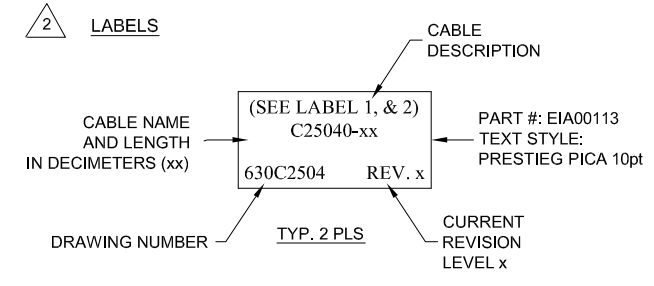 2 LABELS
CABLE
DESCRIPTION
(SEE LABEL 1, & 2)
C25040-xx
630C2504 REV. x
CABLE NAME
AND LENGTH
IN DECIMETERS (xx)
PART #: EIA00113
TEXT STYLE:
PRESTIEG PICA 10pt
DRAWING NUMBER
TYP. 2 PLS
CURRENT
REVISION
LEVEL x